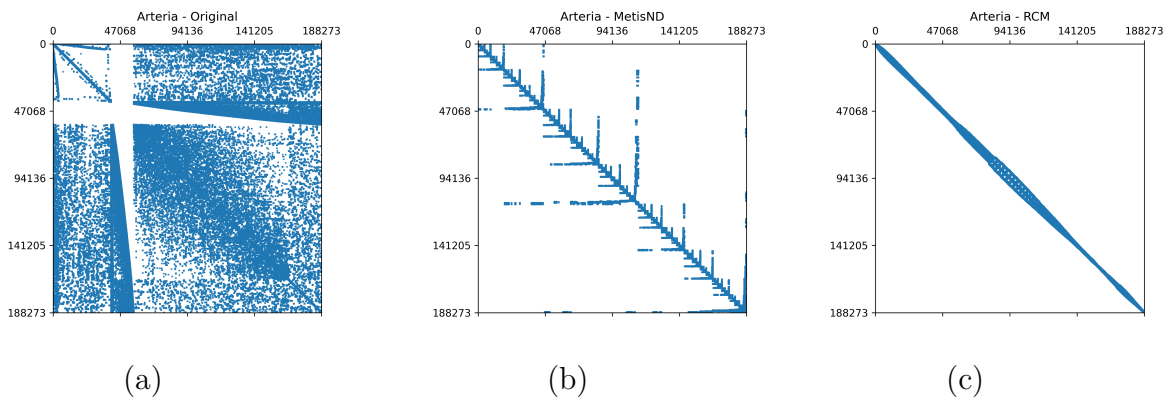 Arteria - Original
0 47068 94136 141205 188273
0
47068
94136
141205
188273
(a)
Arteria - MetisND
0 47068 94136 141205 188273
0
47068
94136
141205
188273
(b)
Arteria - RCM
0 47068 94136 141205 188273
0
47068
94136
141205
188273
(c)